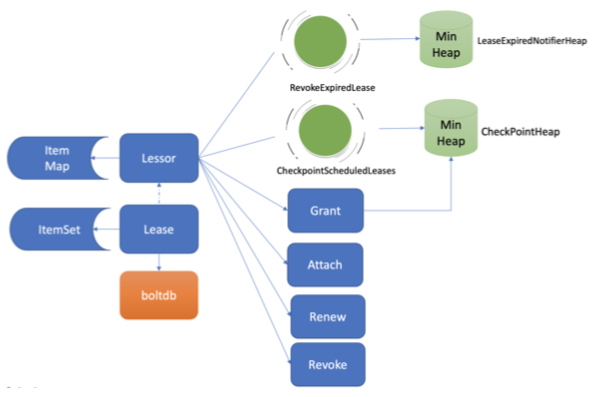 Min
Heap
LeaseExpiredNotifierHeap
RevokeExpiredLease
Min
Heap
CheckPointHeap
Item
Map
Lessor
CheckpointScheduledLeases
Grant
ItemSet
Lease
Attach
boltdb
Renew
Revoke